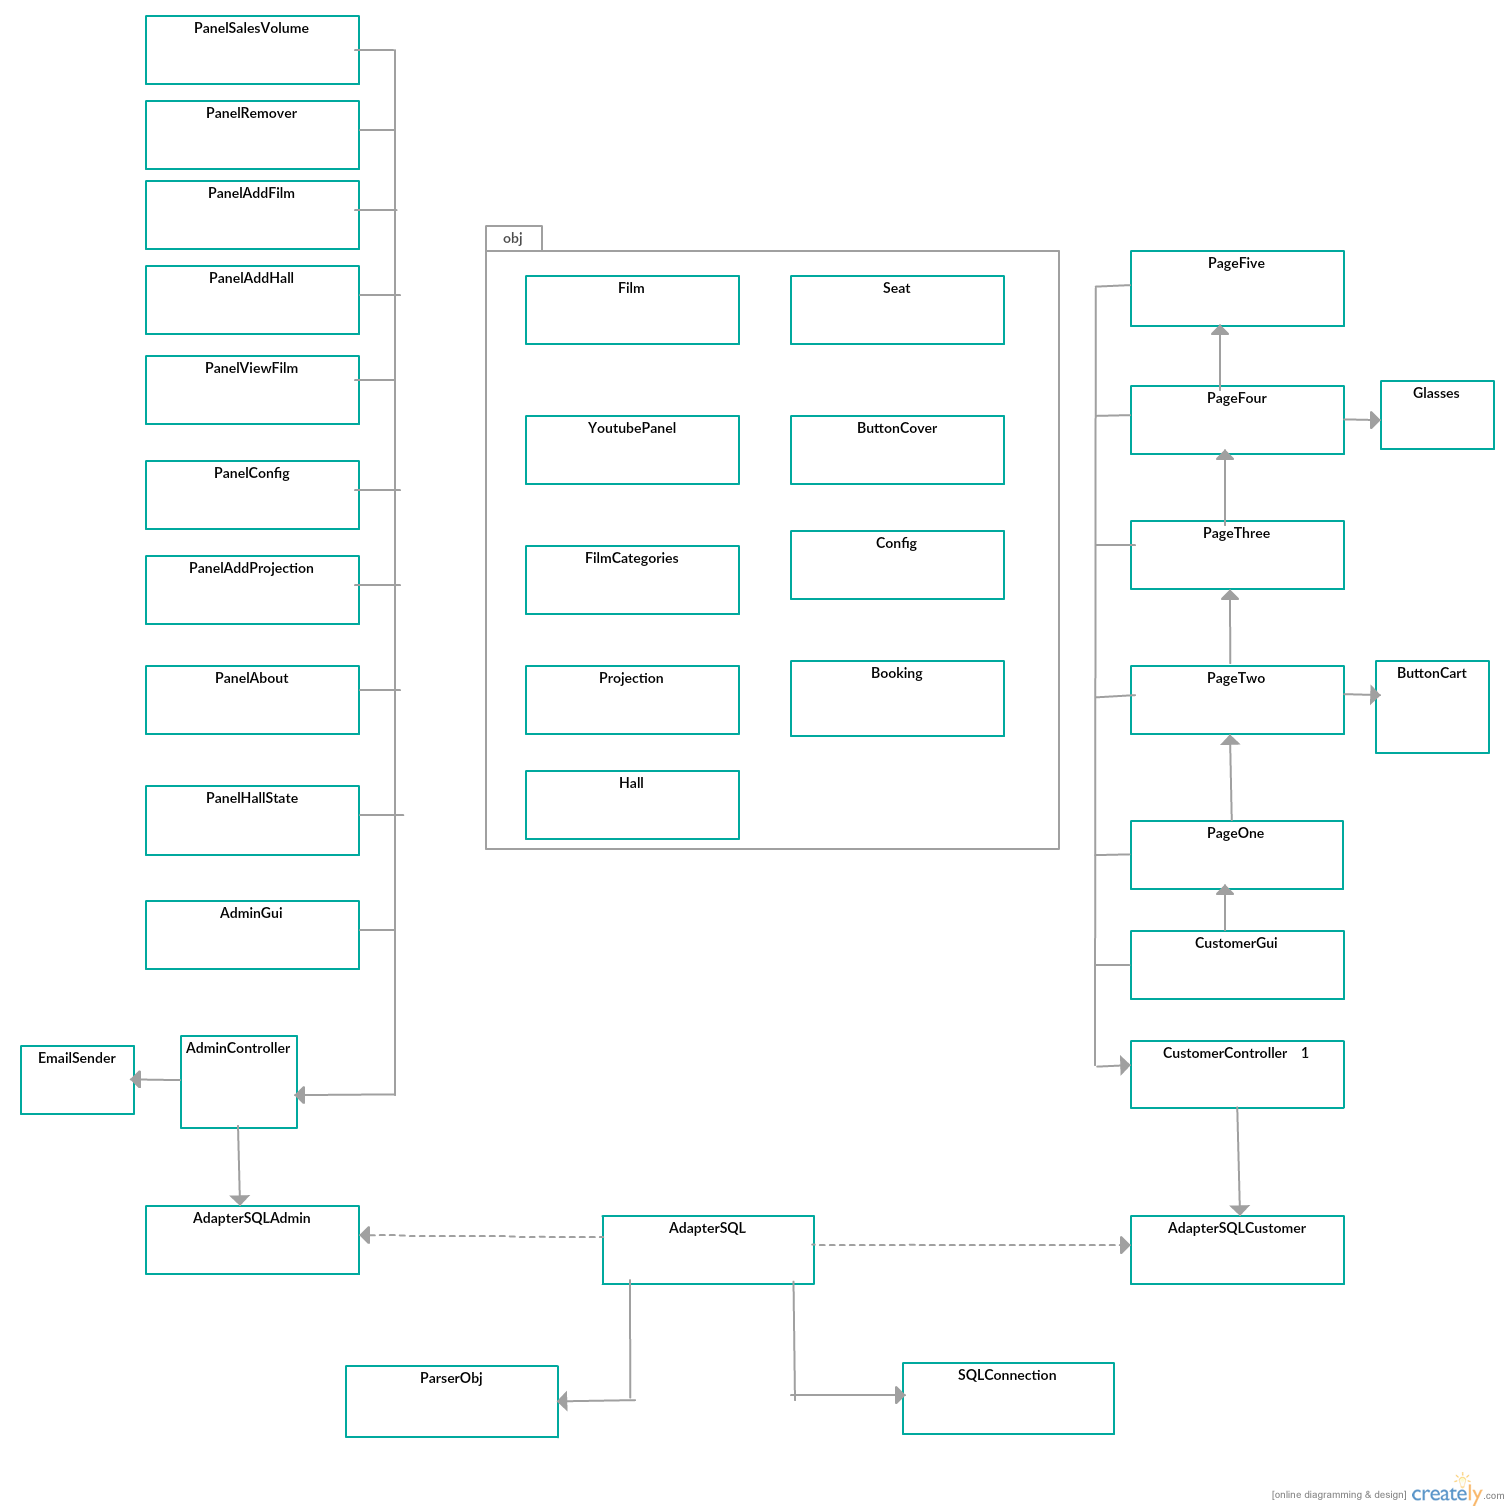 PanelSalesVolume
PanelRemover
PanelAddFilm
PanelAddHall
PanelViewFilm
PanelConfig
PanelAddProjection
PanelAbout
PanelHallState
AdminGui
EmailSender
AdminController
AdapterSQLAdmin
obj
Film
Seat
YoutubePanel
ButtonCover
FilmCategories
Config
Projection
Booking
Hall
PageFive
PageFour
Glasses
PageThree
PageTwo
ButtonCart
PageOne
CustomerGui
CustomerController 1
AdapterSQL
AdapterSQLCustomer
ParserObj
SQLConnection
[online diagramming & design] creately.com